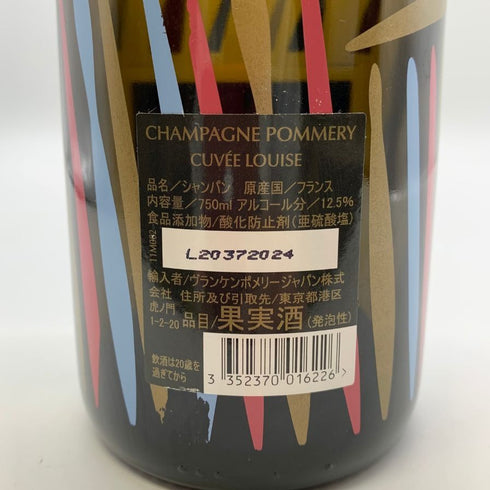 CHAMPAGNE POMMERY
CUVÉE LOUISE
品名／シャンパン　原産国／フランス
内容量／750ml アルコール分／12.5%
食品添加物/酸化防止剤(亜硫酸塩)
L20372024
輸入者/ヴランケンポメリージャパン株式
会社 住所及び引取先/東京都港区
虎ノ門
1-2-20 品目/果実酒(発泡性)
飲酒は20歳を
過ぎてから
3 352370 016226 >